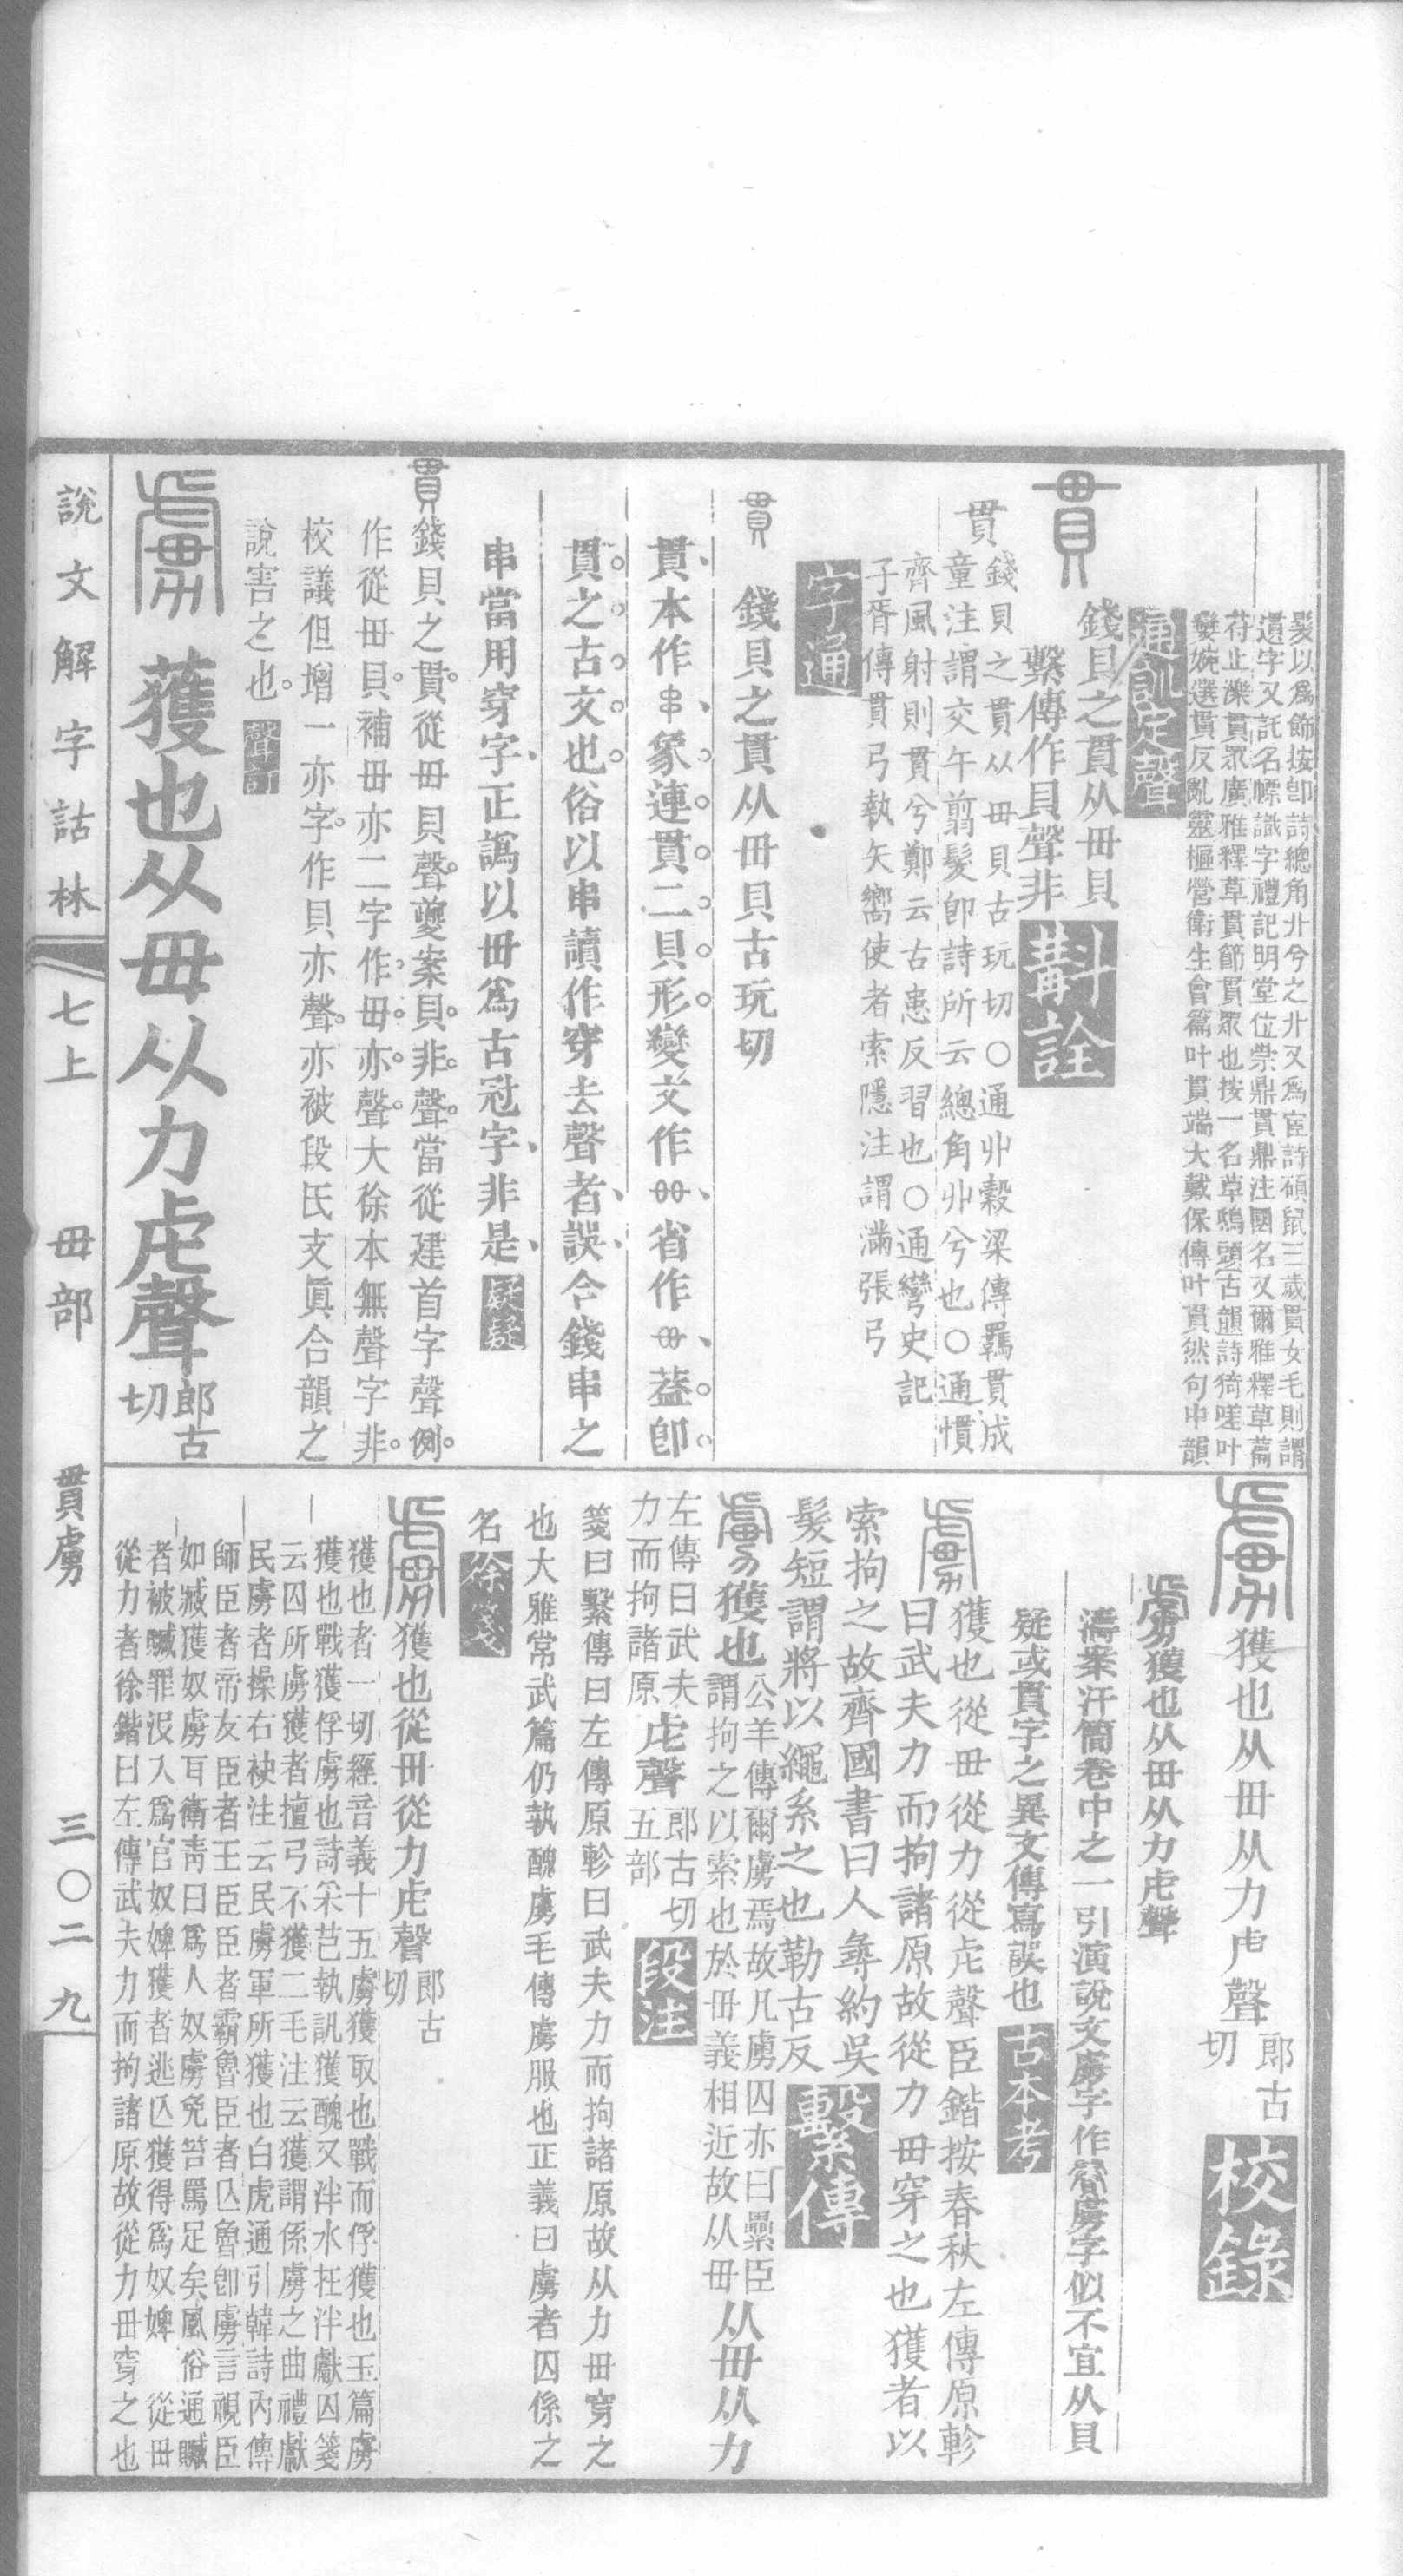 髮以爲飾按卽詩總角丱兮之丱又爲宦詩碩鼠三歲貫女毛則謂
還字又託名幖識字禮記明堂位崇鼎貫鼎注國名又爾雅釋草萹
苻止濼貫眾廣雅釋草貫節貫眾也按一名草鴟頭古韻詩猗嗟叶
孌婉選貫反亂靈樞營衛生會篇叶貫端大戴保傳叶貫然句中韻
通訓定聲
貫
錢貝之貫从毌貝
繫傳作貝聲非
斠詮
貫
錢貝之貫从毌貝古玩切〇通丱穀梁傳羈貫成
童注謂交午翦髮卽詩所云總角丱兮也〇通慣
齊風射則貫兮鄭云古患反習也〇通彎史記
子胥傳貫弓執矢嚮使者索隱注謂滿張弓
字通
貫
錢貝之貫从毌貝古玩切
貫本作串象連貫二貝形變文作 省作 葢卽
貫之古文也俗以串讀作穿去聲者誤今錢串之
串當用穿字正譌以毌爲古冠字非是
疑疑
貫
錢貝之貫從毌貝聲夔案貝非聲當從建首字聲例
作從毌貝補毌亦二字作毌亦聲大徐本無聲字非
校議但增一亦字作貝亦聲亦被段氏支眞合韻之
說害之也
聲訂
虜
獲也从毌从力虍聲
郎古
切
虜
獲也从毌从力虍聲
郎古
切
校錄
虜獲也从毌从力虍聲
濤案汗簡卷中之一引演說文虜字作 虜字似不宜从貝
疑或貫字之異文傳寫誤也
古本考
虜
獲也從毌從力從虍聲臣鍇按春秋左傳原軫
曰武夫力而拘諸原故從力毌穿之也獲者以
索拘之故齊國書曰人尋約吳
髮短謂將以繩系之也勒古反
繫傳
虜
獲也
公羊傳爾虜焉故凡虜囚亦曰纍臣
謂拘之以索也於毌義相近故从毌
从毌从力
左傳曰武夫
力而拘諸原
虍聲
郎古切
五部
段注
箋曰繫傳曰左傳原軫曰武夫力而拘諸原故从力毌穿之
也大雅常武篇仍執醜虜毛傳虜服也正義曰虜者囚係之
名
徐箋
虜
獲也從毌從力虍聲
郎古
切
獲也者一切經音義十五虜獲取也戰而俘獲也玉篇虜
獲也戰獲俘虜也詩采芑執訊獲醜又泮水在泮獻囚箋
云囚所虜獲者檀弓不獲二毛注云獲謂係虜之曲禮獻
民虜者操右袂注云民虜軍所獲也白虎通引韓詩內傳
師臣者帝友臣者王臣臣者霸魯臣者亾魯卽虜言視臣
如臧獲奴虜耳衛靑曰爲人奴虜免笞罵足矣風俗通臧
者被臧罪沒入爲官奴婢獲者逃亾獲得爲奴婢 從毌
從力者徐鍇曰左傳武夫力而拘諸原故從力毌穿之也
說文解字詁林
七上
毌部
貫虜
三〇二九